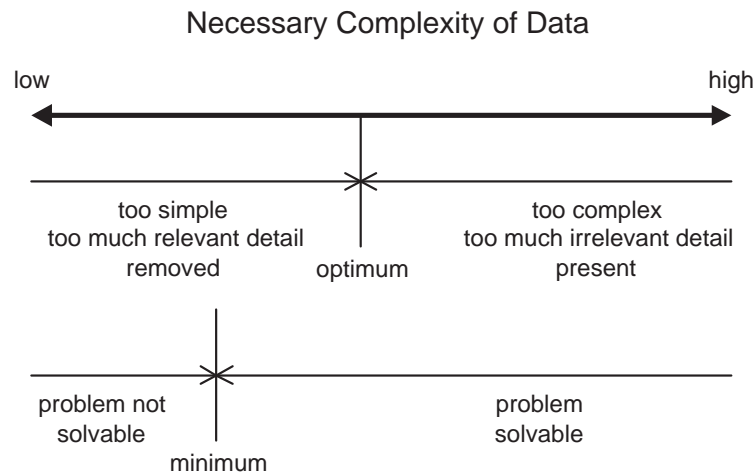 Necessary Complexity of Data
low
high
too simple
too much relevant detail
removed
optimum
too complex
too much irrelevant detail
present
problem not
solvable
minimum
problem
solvable